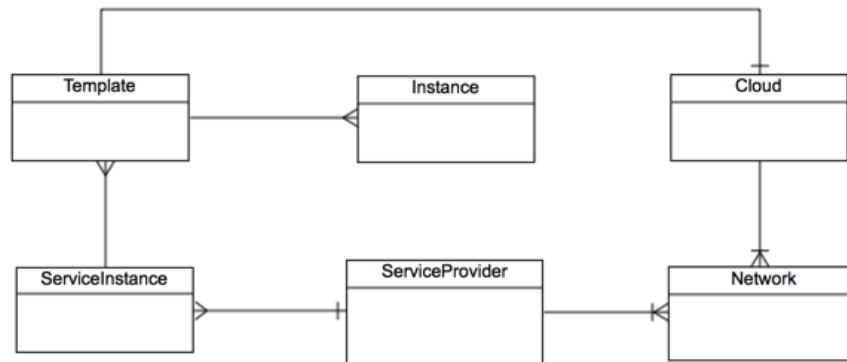 Template
Instance
Cloud
ServiceInstance
ServiceProvider
Network